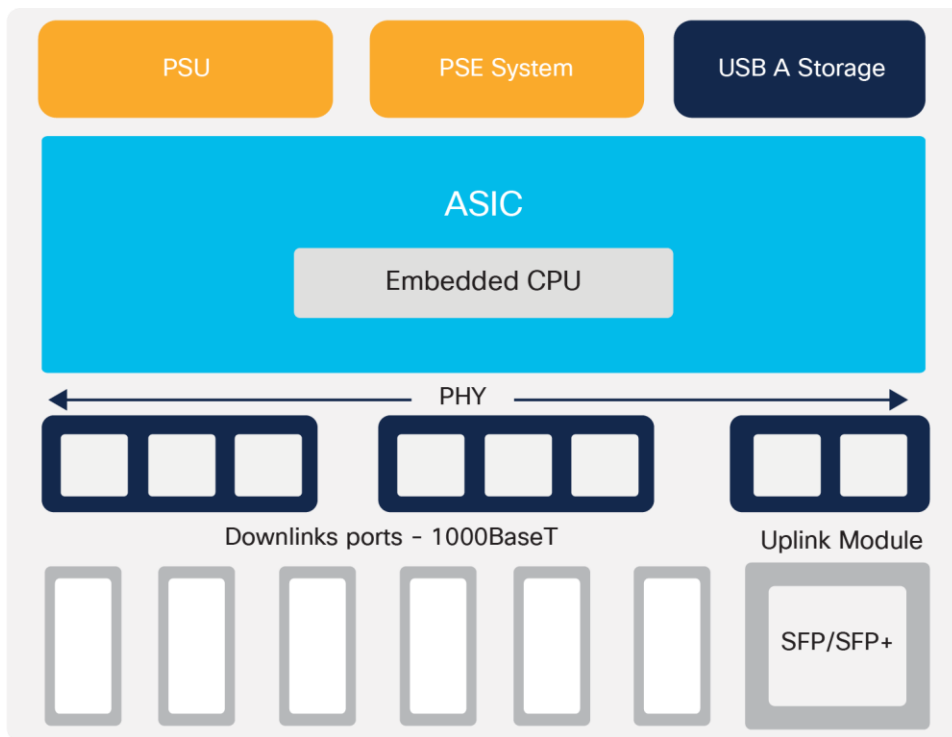 PSU
PSE System
USB A Storage
ASIC
Embedded CPU
PHY
Downlinks ports - 1000BaseT
Uplink Module
SFP/SFP+